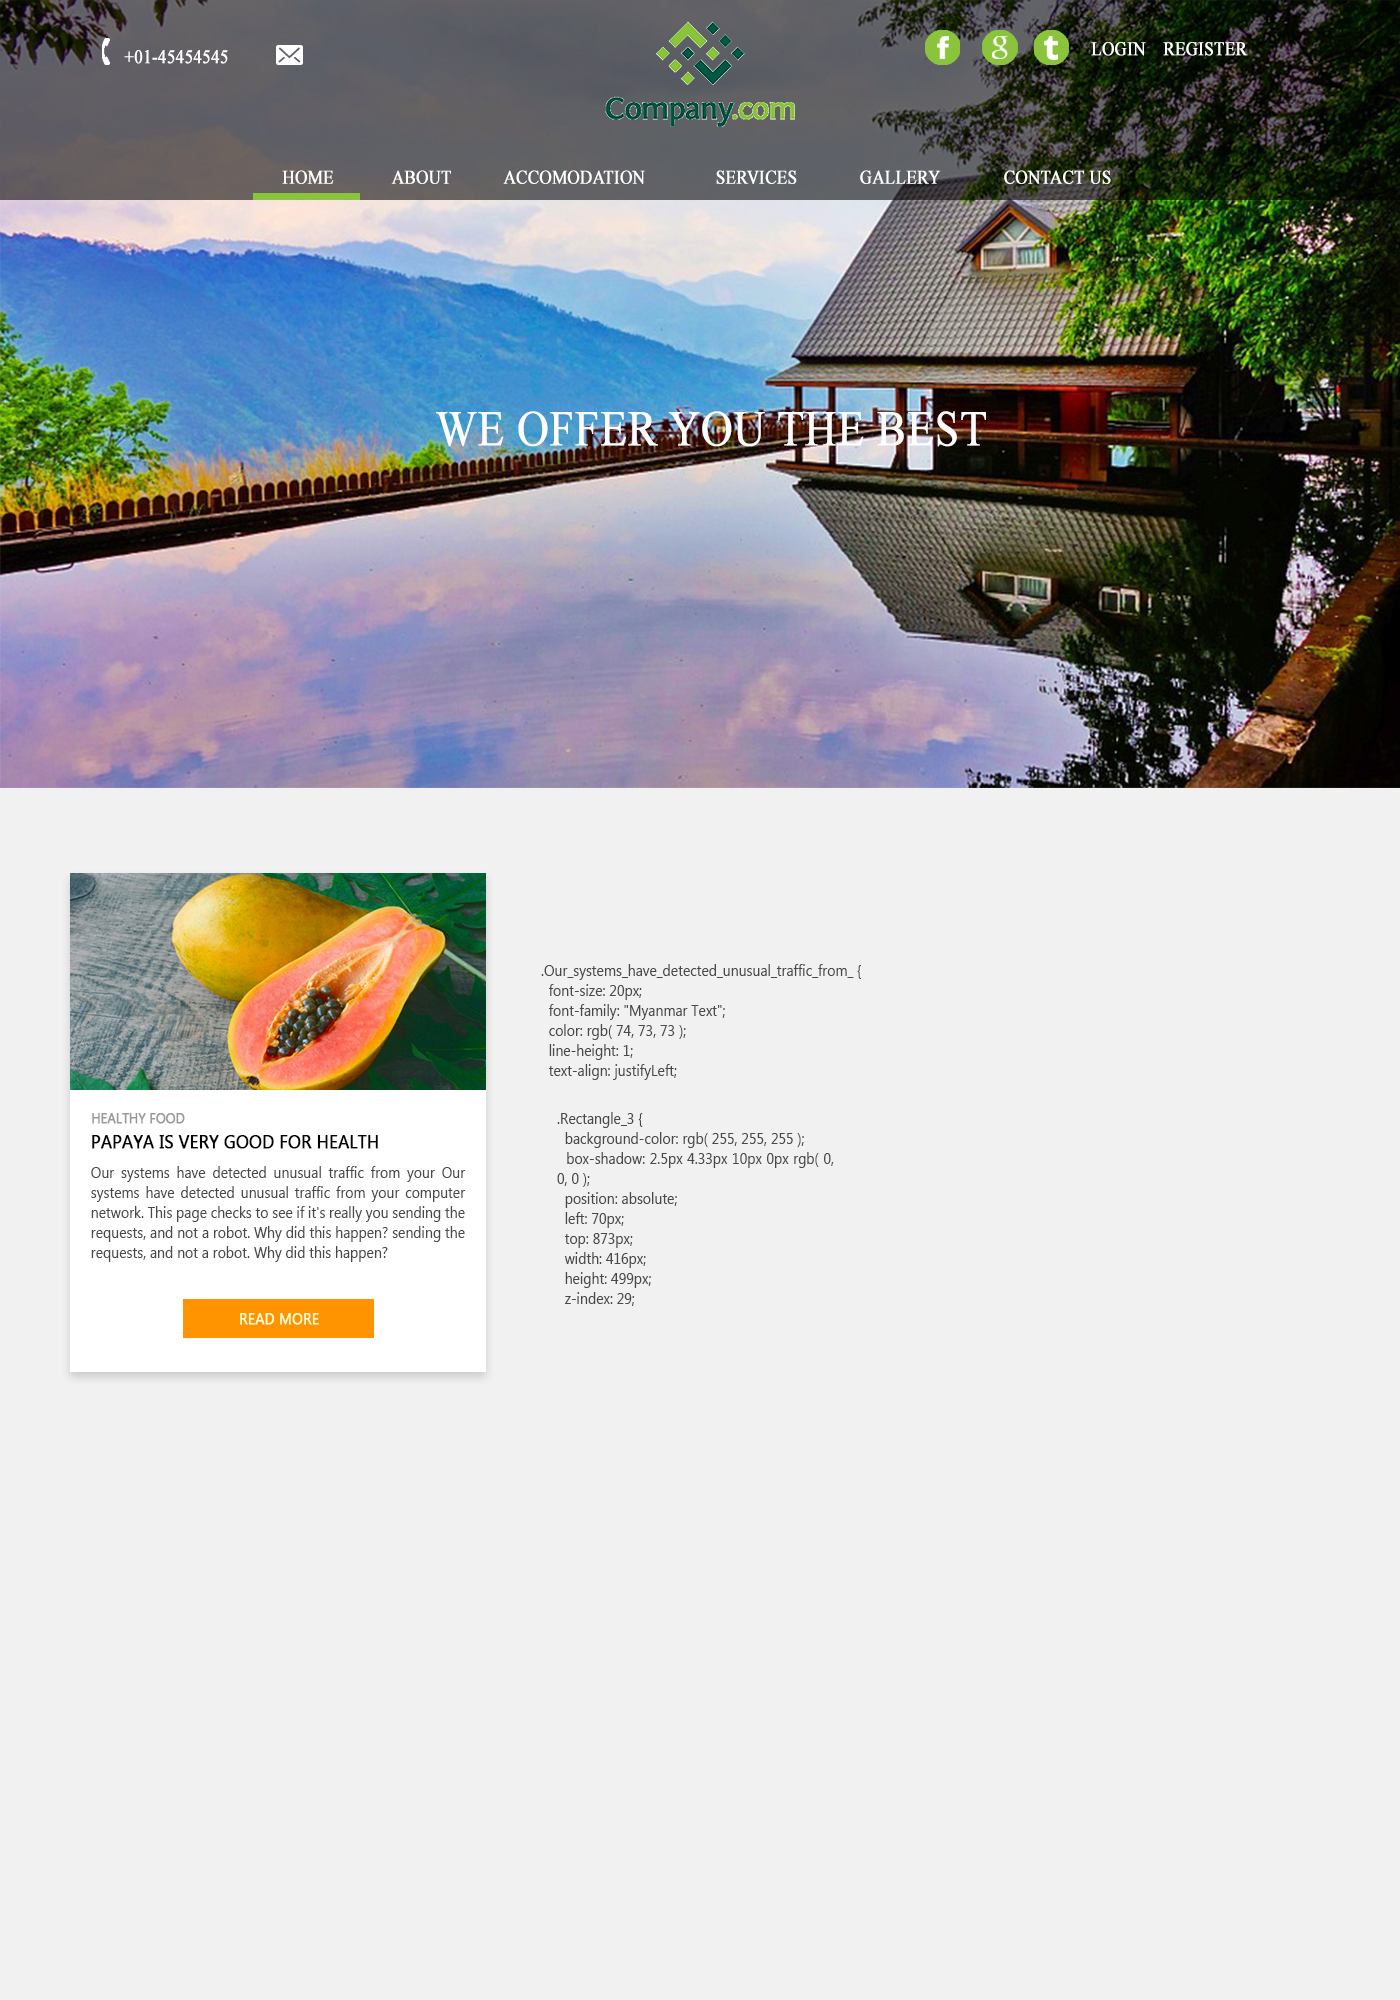 +01-45454545
f g t LOGIN REGISTER
Company.com
HOME ABOUT ACCOMODATION SERVICES GALLERY CONTACT US
WE OFFER YOU THE BEST
HEALTHY FOOD
PAPAYA IS VERY GOOD FOR HEALTH
Our systems have detected unusual traffic from your Our
systems have detected unusual traffic from your computer
network. This page checks to see if it's really you sending the
requests, and not a robot. Why did this happen? sending the
requests, and not a robot. Why did this happen?
READ MORE
.Our_systems_have_detected_unusual_traffic_from_ {
font-size: 20px;
font-family: "Myanmar Text";
color: rgb( 74, 73, 73 );
line-height: 1;
text-align: justifyLeft;
.Rectangle_3 {
background-color: rgb( 255, 255, 255 );
box-shadow: 2.5px 4.33px 10px 0px rgb( 0,
0, 0 );
position: absolute;
left: 70px;
top: 873px;
width: 416px;
height: 499px;
z-index: 29;